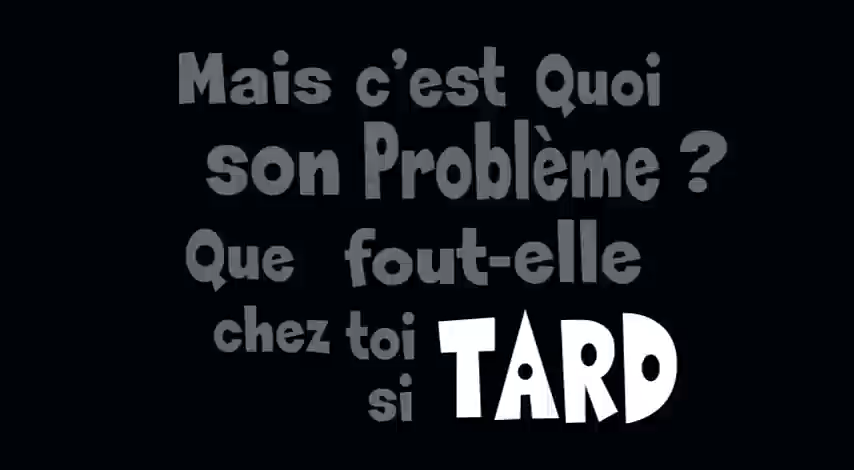 Mais c'est Quoi
son Problème ?
Que fout-elle
chez toi
si TARD